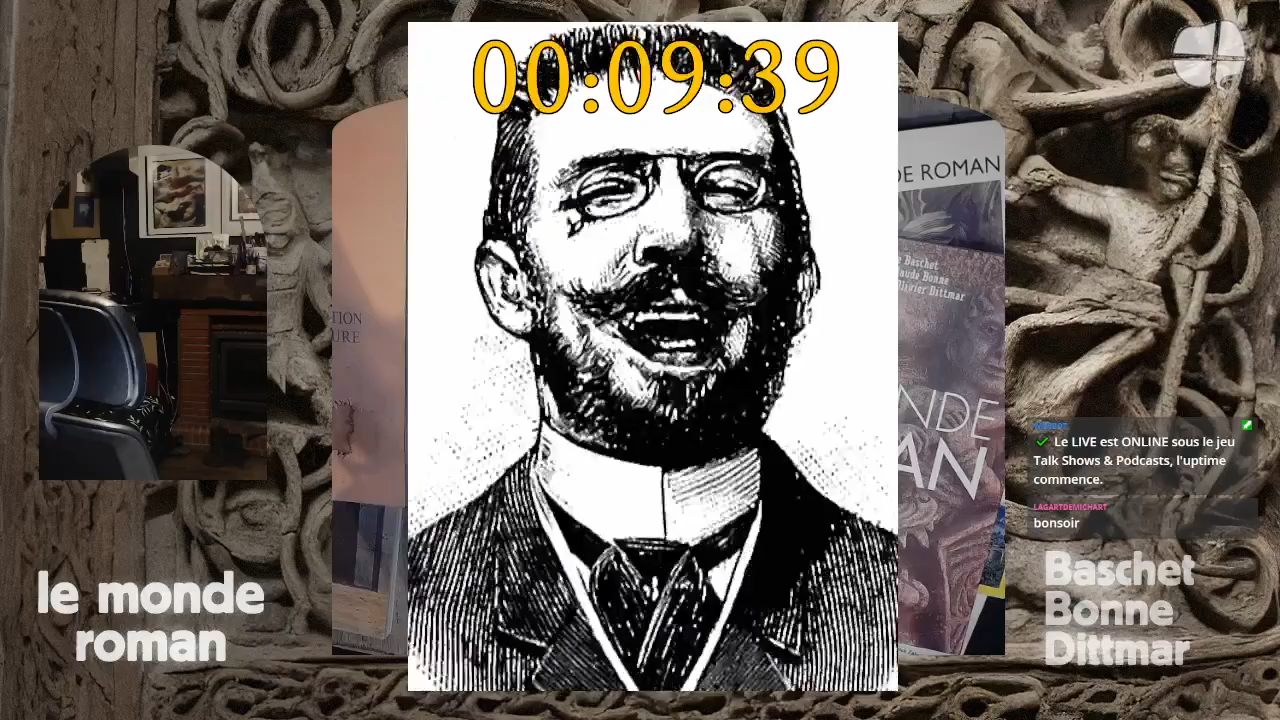 00:09:39
DE ROMAN
Baschet
aude Bonne
Olivier Dittmar
TION
URE
NDE
AN
Le LIVE est ONLINE sous le jeu
Talk Shows & Podcasts, l'uptime
commence.
LAGARTDEMICHART
bonsoir
le monde
roman
Baschet
Bonne
Dittmar